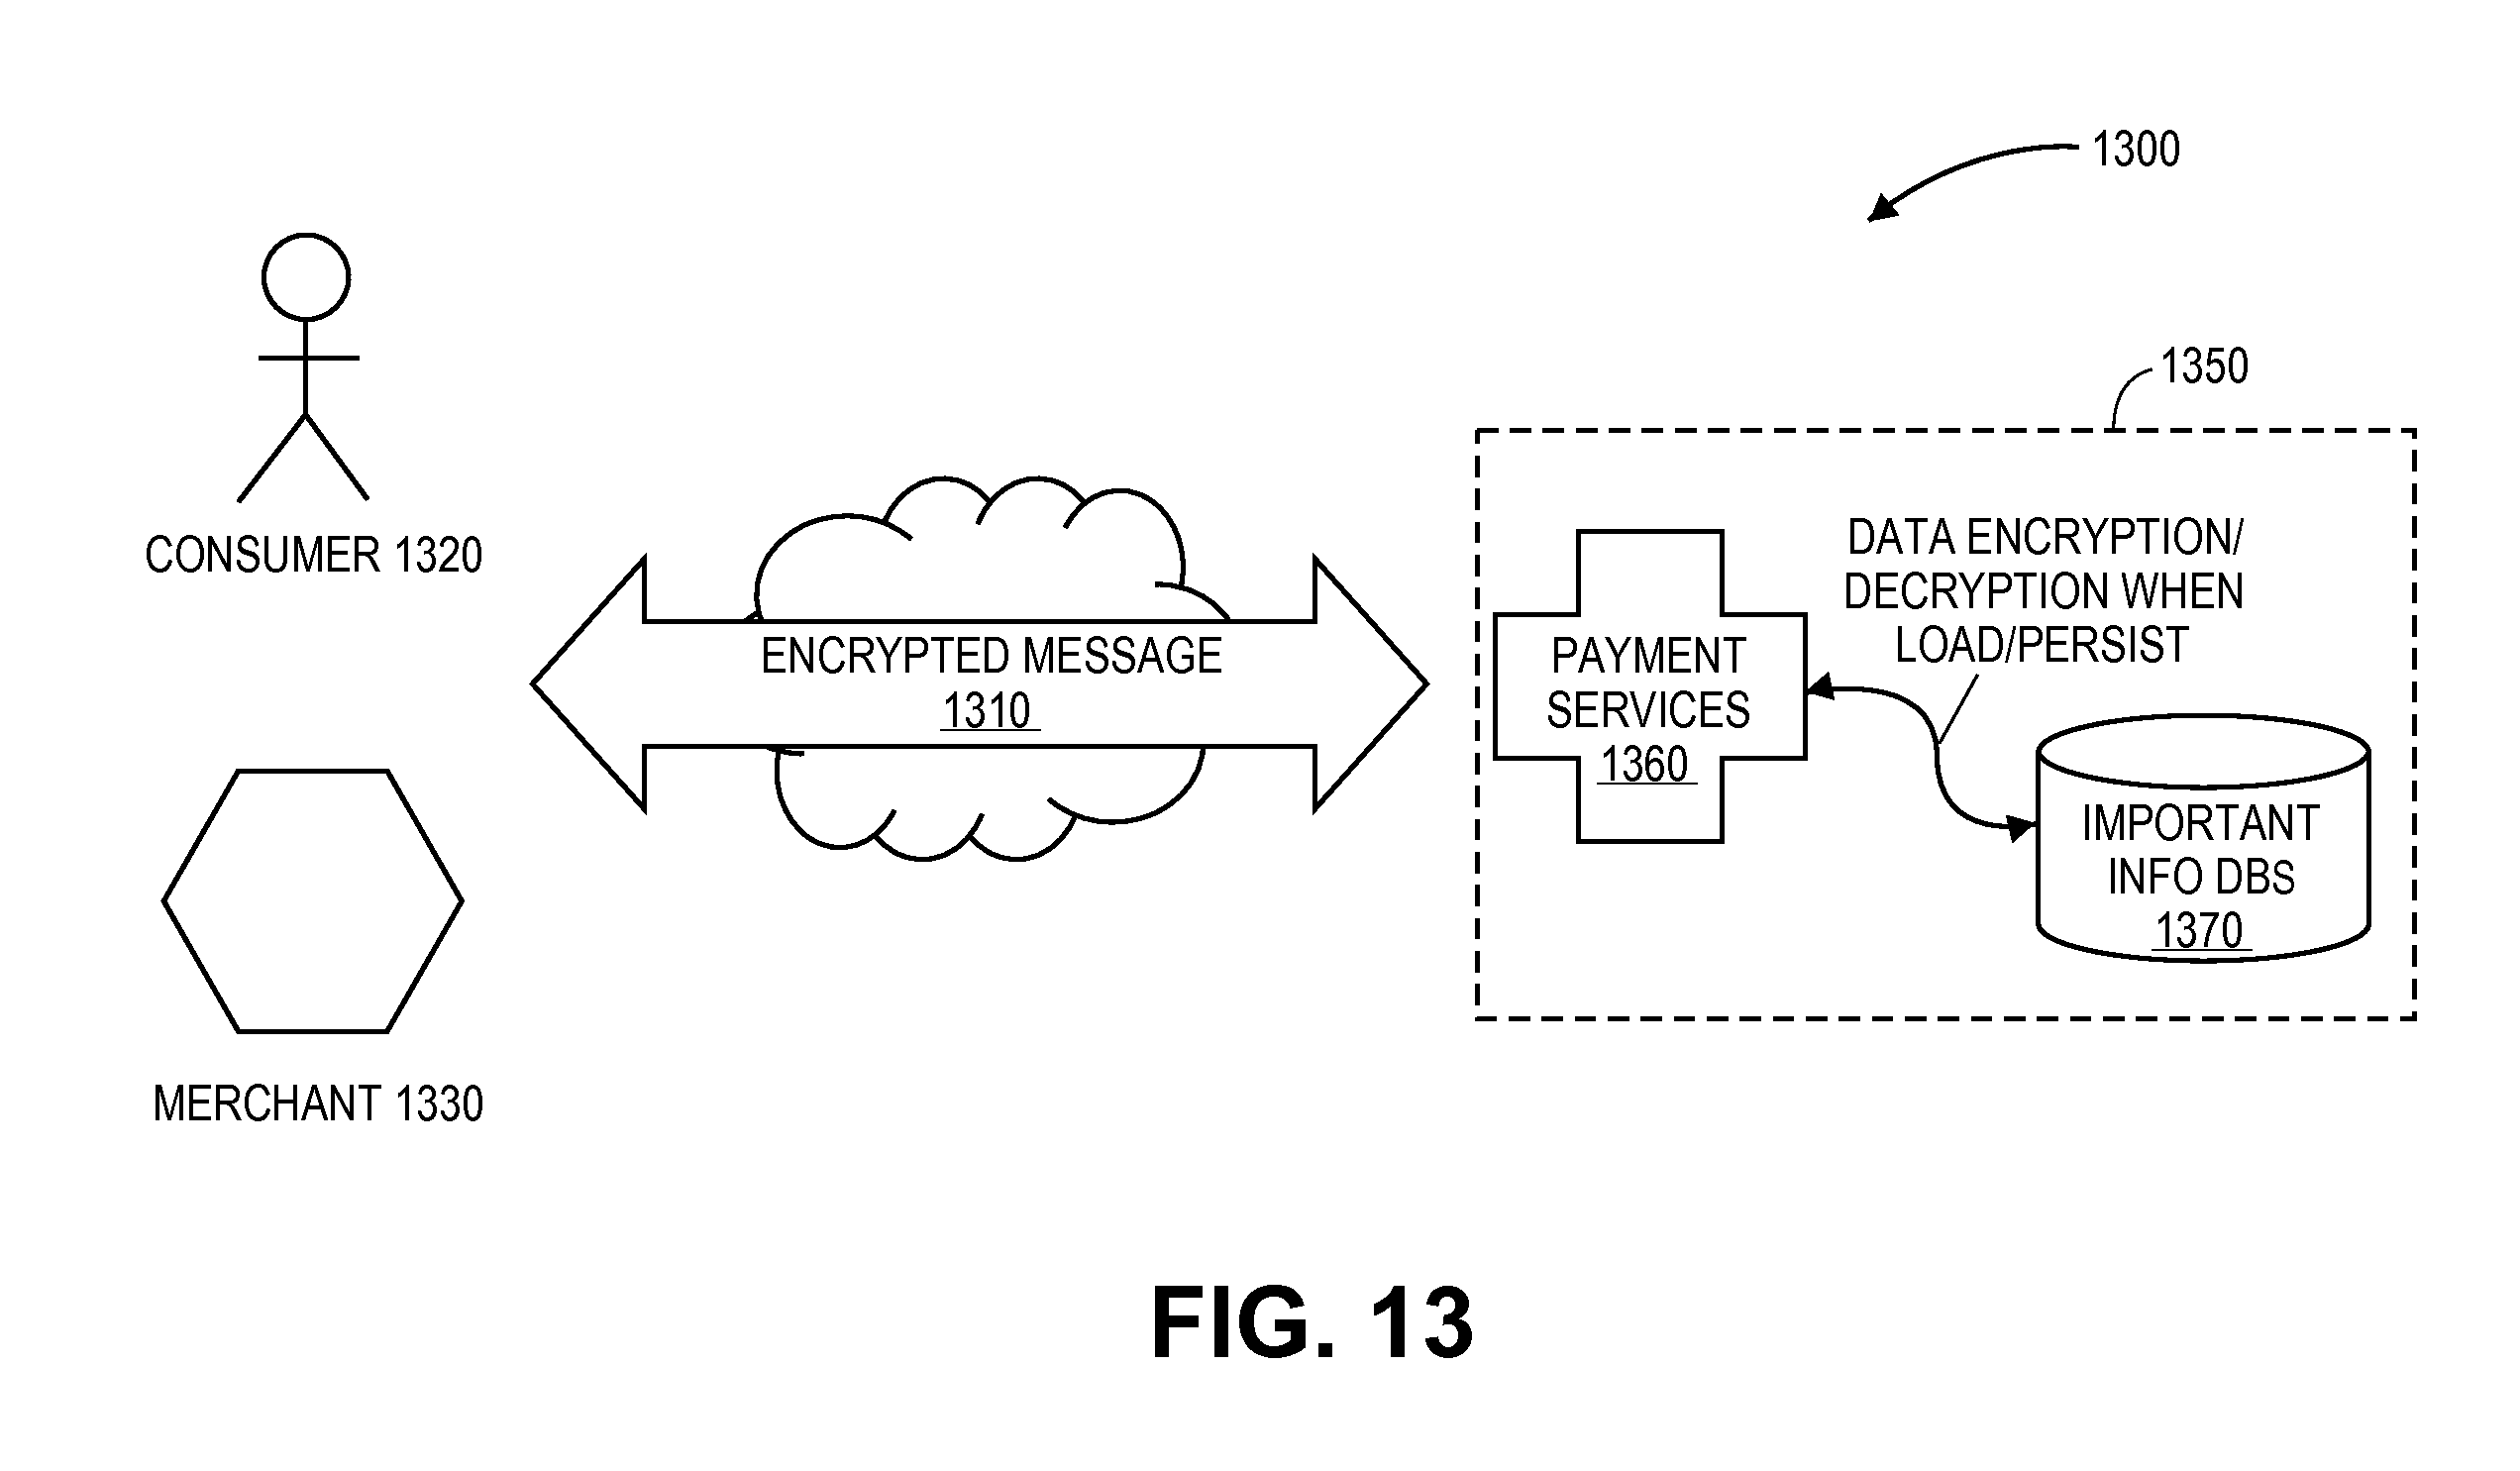 1300
1350
CONSUMER 1320
DATA ENCRYPTION/
DECRYPTION WHEN
LOAD/PERSIST
ENCRYPTED MESSAGE
1310
PAYMENT
SERVICES
1360
IMPORTANT
INFO DBS
1370
MERCHANT 1330
FIG. 13